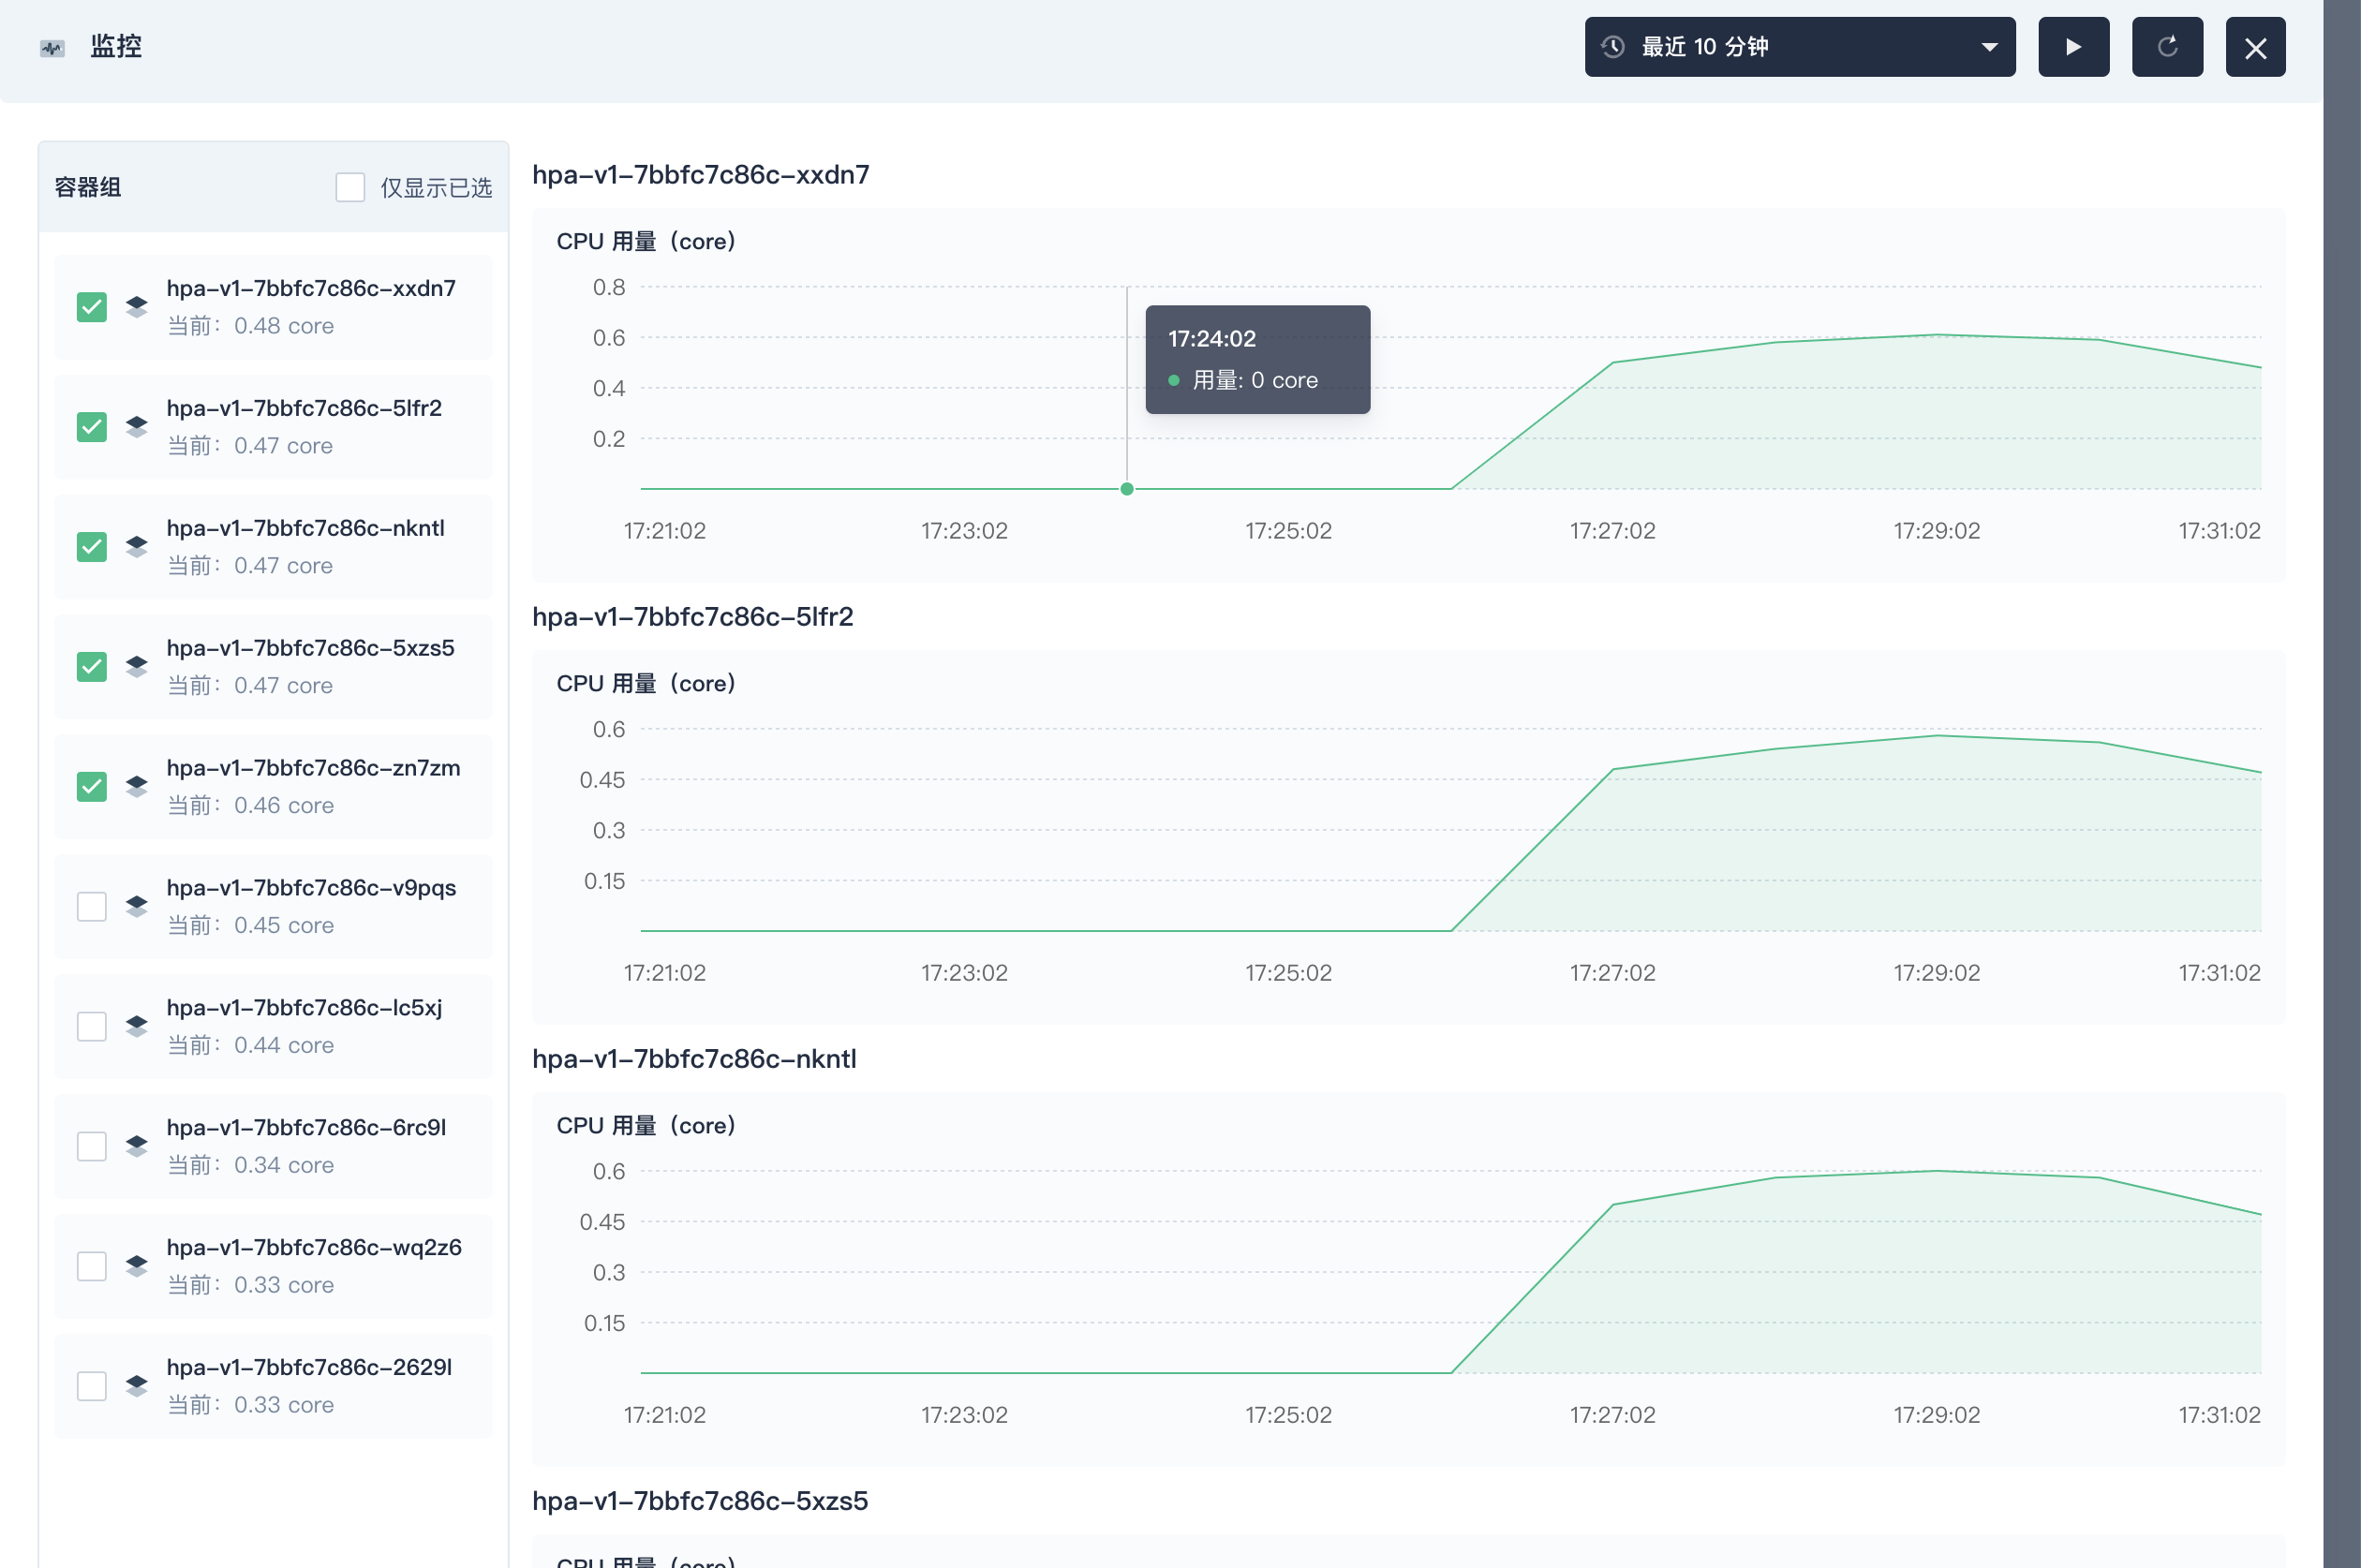 监控
最近 10 分钟
容器组
仅显示已选
hpa-v1-7bbfc7c86c-xxdn7
当前：0.48 core
hpa-v1-7bbfc7c86c-5lfr2
当前：0.47 core
hpa-v1-7bbfc7c86c-nkntl
当前：0.47 core
hpa-v1-7bbfc7c86c-5xzs5
当前：0.47 core
hpa-v1-7bbfc7c86c-zn7zm
当前：0.46 core
hpa-v1-7bbfc7c86c-v9pqs
当前：0.45 core
hpa-v1-7bbfc7c86c-lc5xj
当前：0.44 core
hpa-v1-7bbfc7c86c-6rc9l
当前：0.34 core
hpa-v1-7bbfc7c86c-wq2z6
当前：0.33 core
hpa-v1-7bbfc7c86c-2629l
当前：0.33 core
hpa-v1-7bbfc7c86c-xxdn7
CPU 用量（core）
0.8
0.6
0.4
0.2
17:24:02
用量: 0 core
17:21:02 17:23:02 17:25:02 17:27:02 17:29:02 17:31:02
hpa-v1-7bbfc7c86c-5lfr2
CPU 用量（core）
0.6
0.45
0.3
0.15
17:21:02 17:23:02 17:25:02 17:27:02 17:29:02 17:31:02
hpa-v1-7bbfc7c86c-nkntl
CPU 用量（core）
0.6
0.45
0.3
0.15
17:21:02 17:23:02 17:25:02 17:27:02 17:29:02 17:31:02
hpa-v1-7bbfc7c86c-5xzs5
CPU 用量（core）